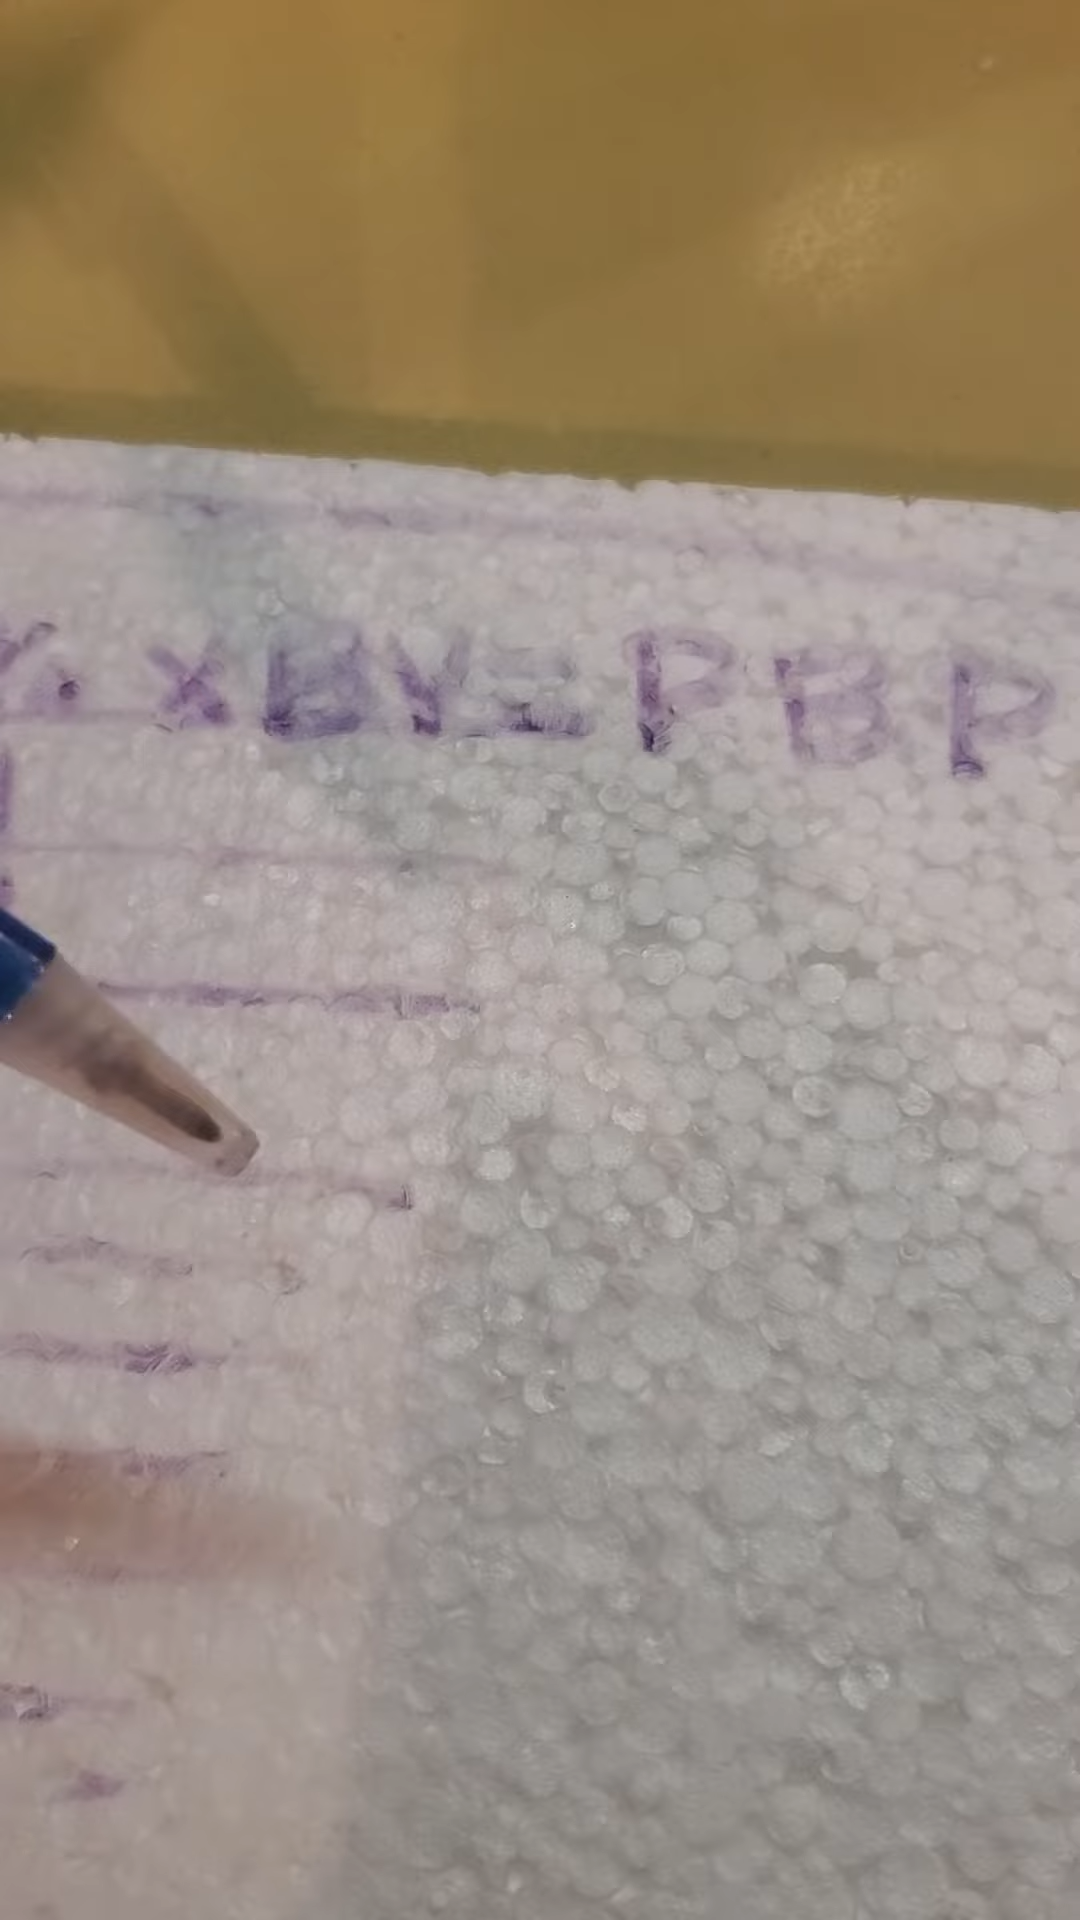 %. x BV = PBP